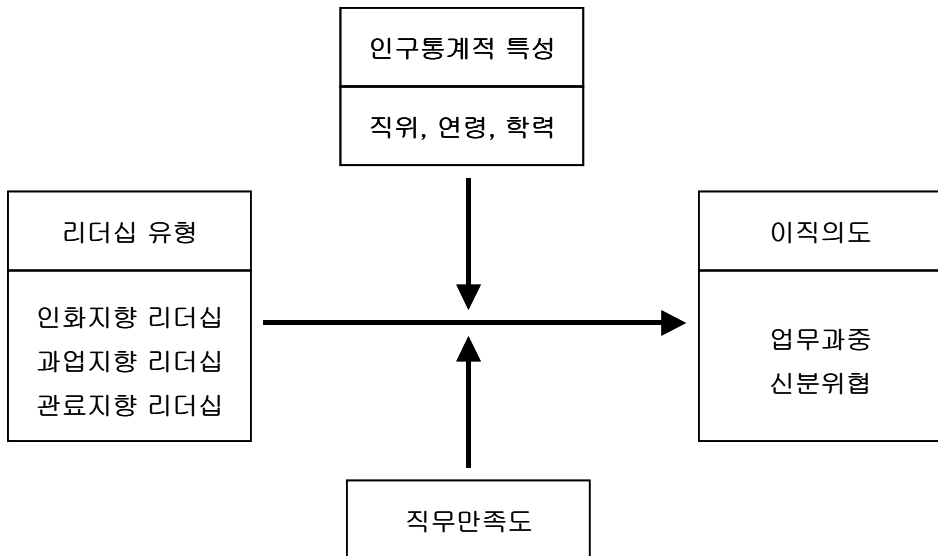 인구통계적 특성
직위, 연령, 학력
리더십 유형
인화지향 리더십
과업지향 리더십
관료지향 리더십
이직의도
업무과중
신분위협
직무만족도